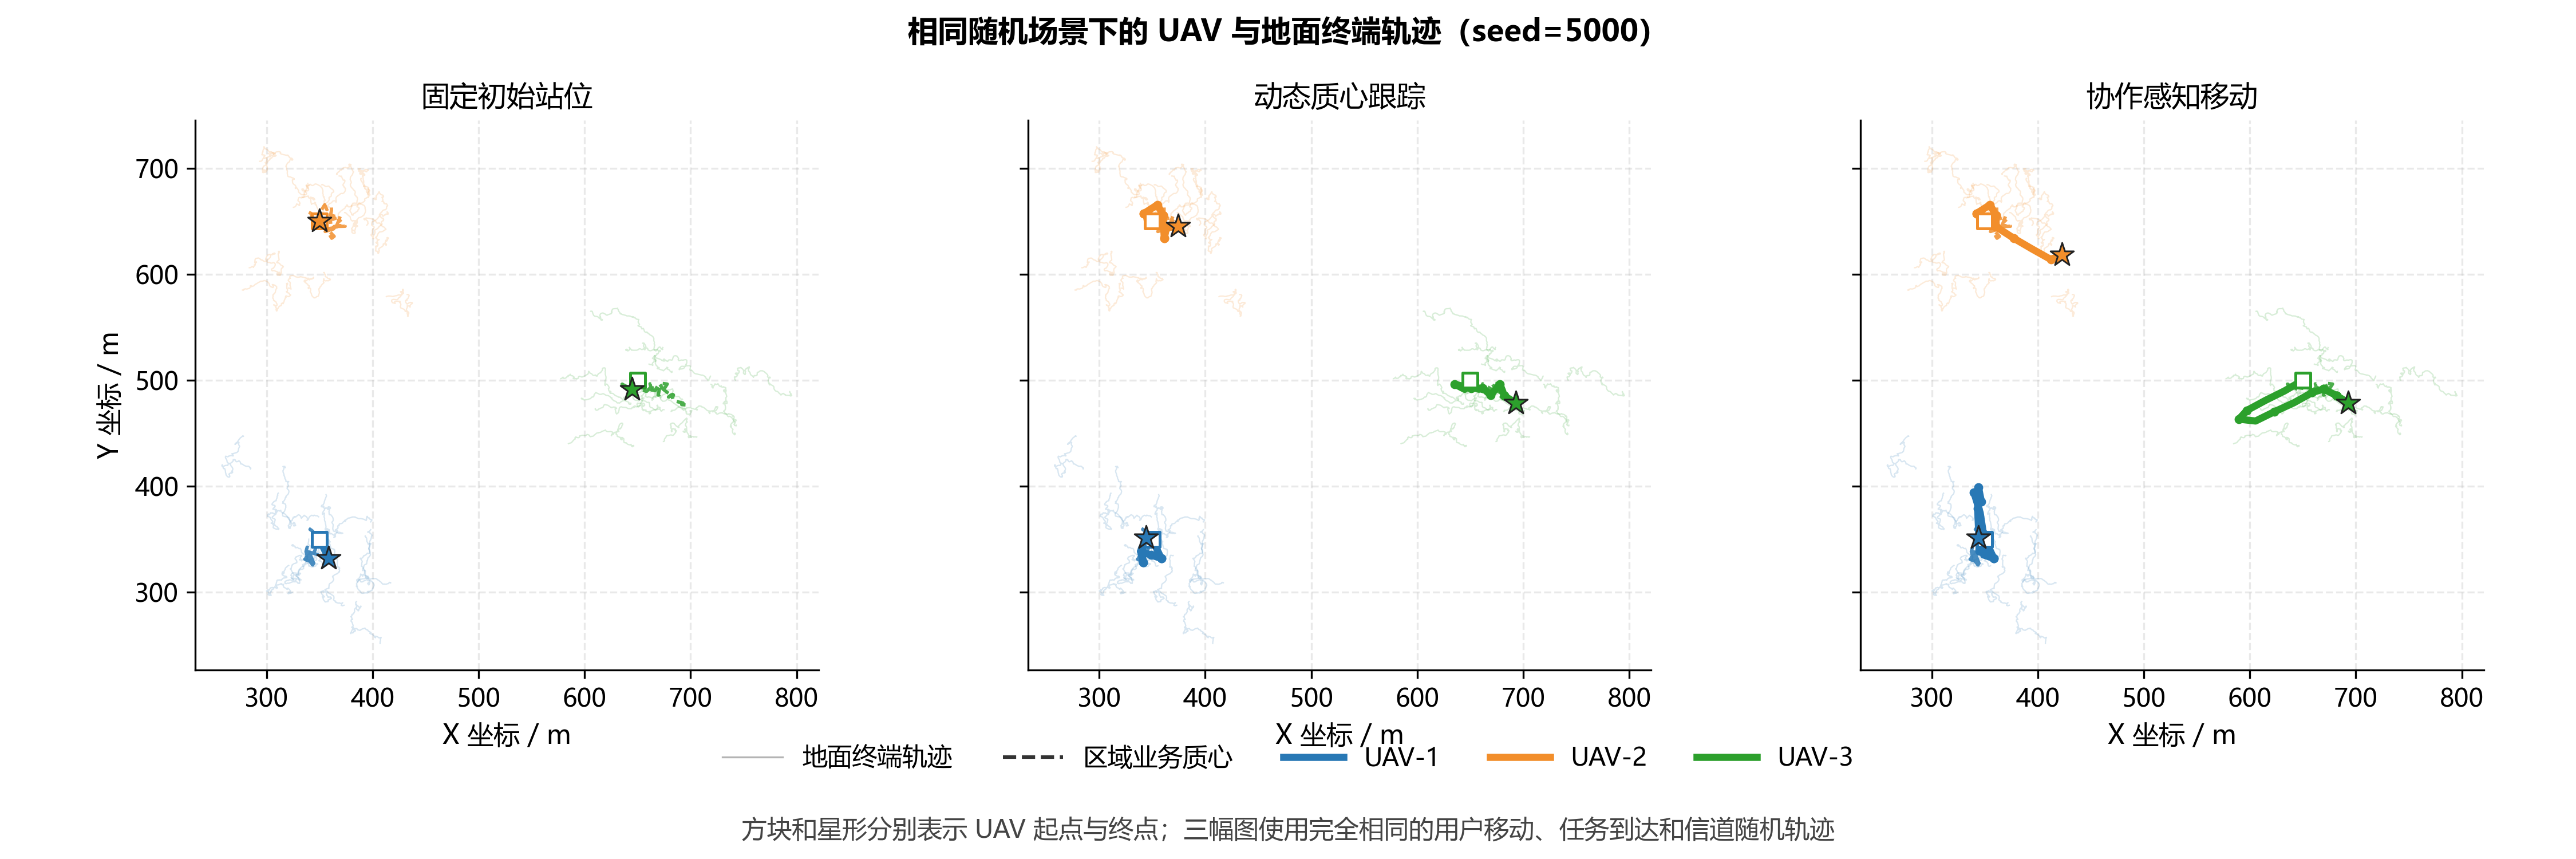 相同随机场景下的 UAV 与地面终端轨迹（seed=5000）
固定初始站位
动态质心跟踪
协作感知移动
Y 坐标 / m
700
600
500
400
300
300 400 500 600 700 800
300 400 500 600 700 800
300 400 500 600 700 800
X 坐标 / m
X 坐标 / m
X 坐标 / m
地面终端轨迹 区域业务质心 UAV-1 UAV-2 UAV-3
方块和星形分别表示 UAV 起点与终点；三幅图使用完全相同的用户移动、任务到达和信道随机轨迹